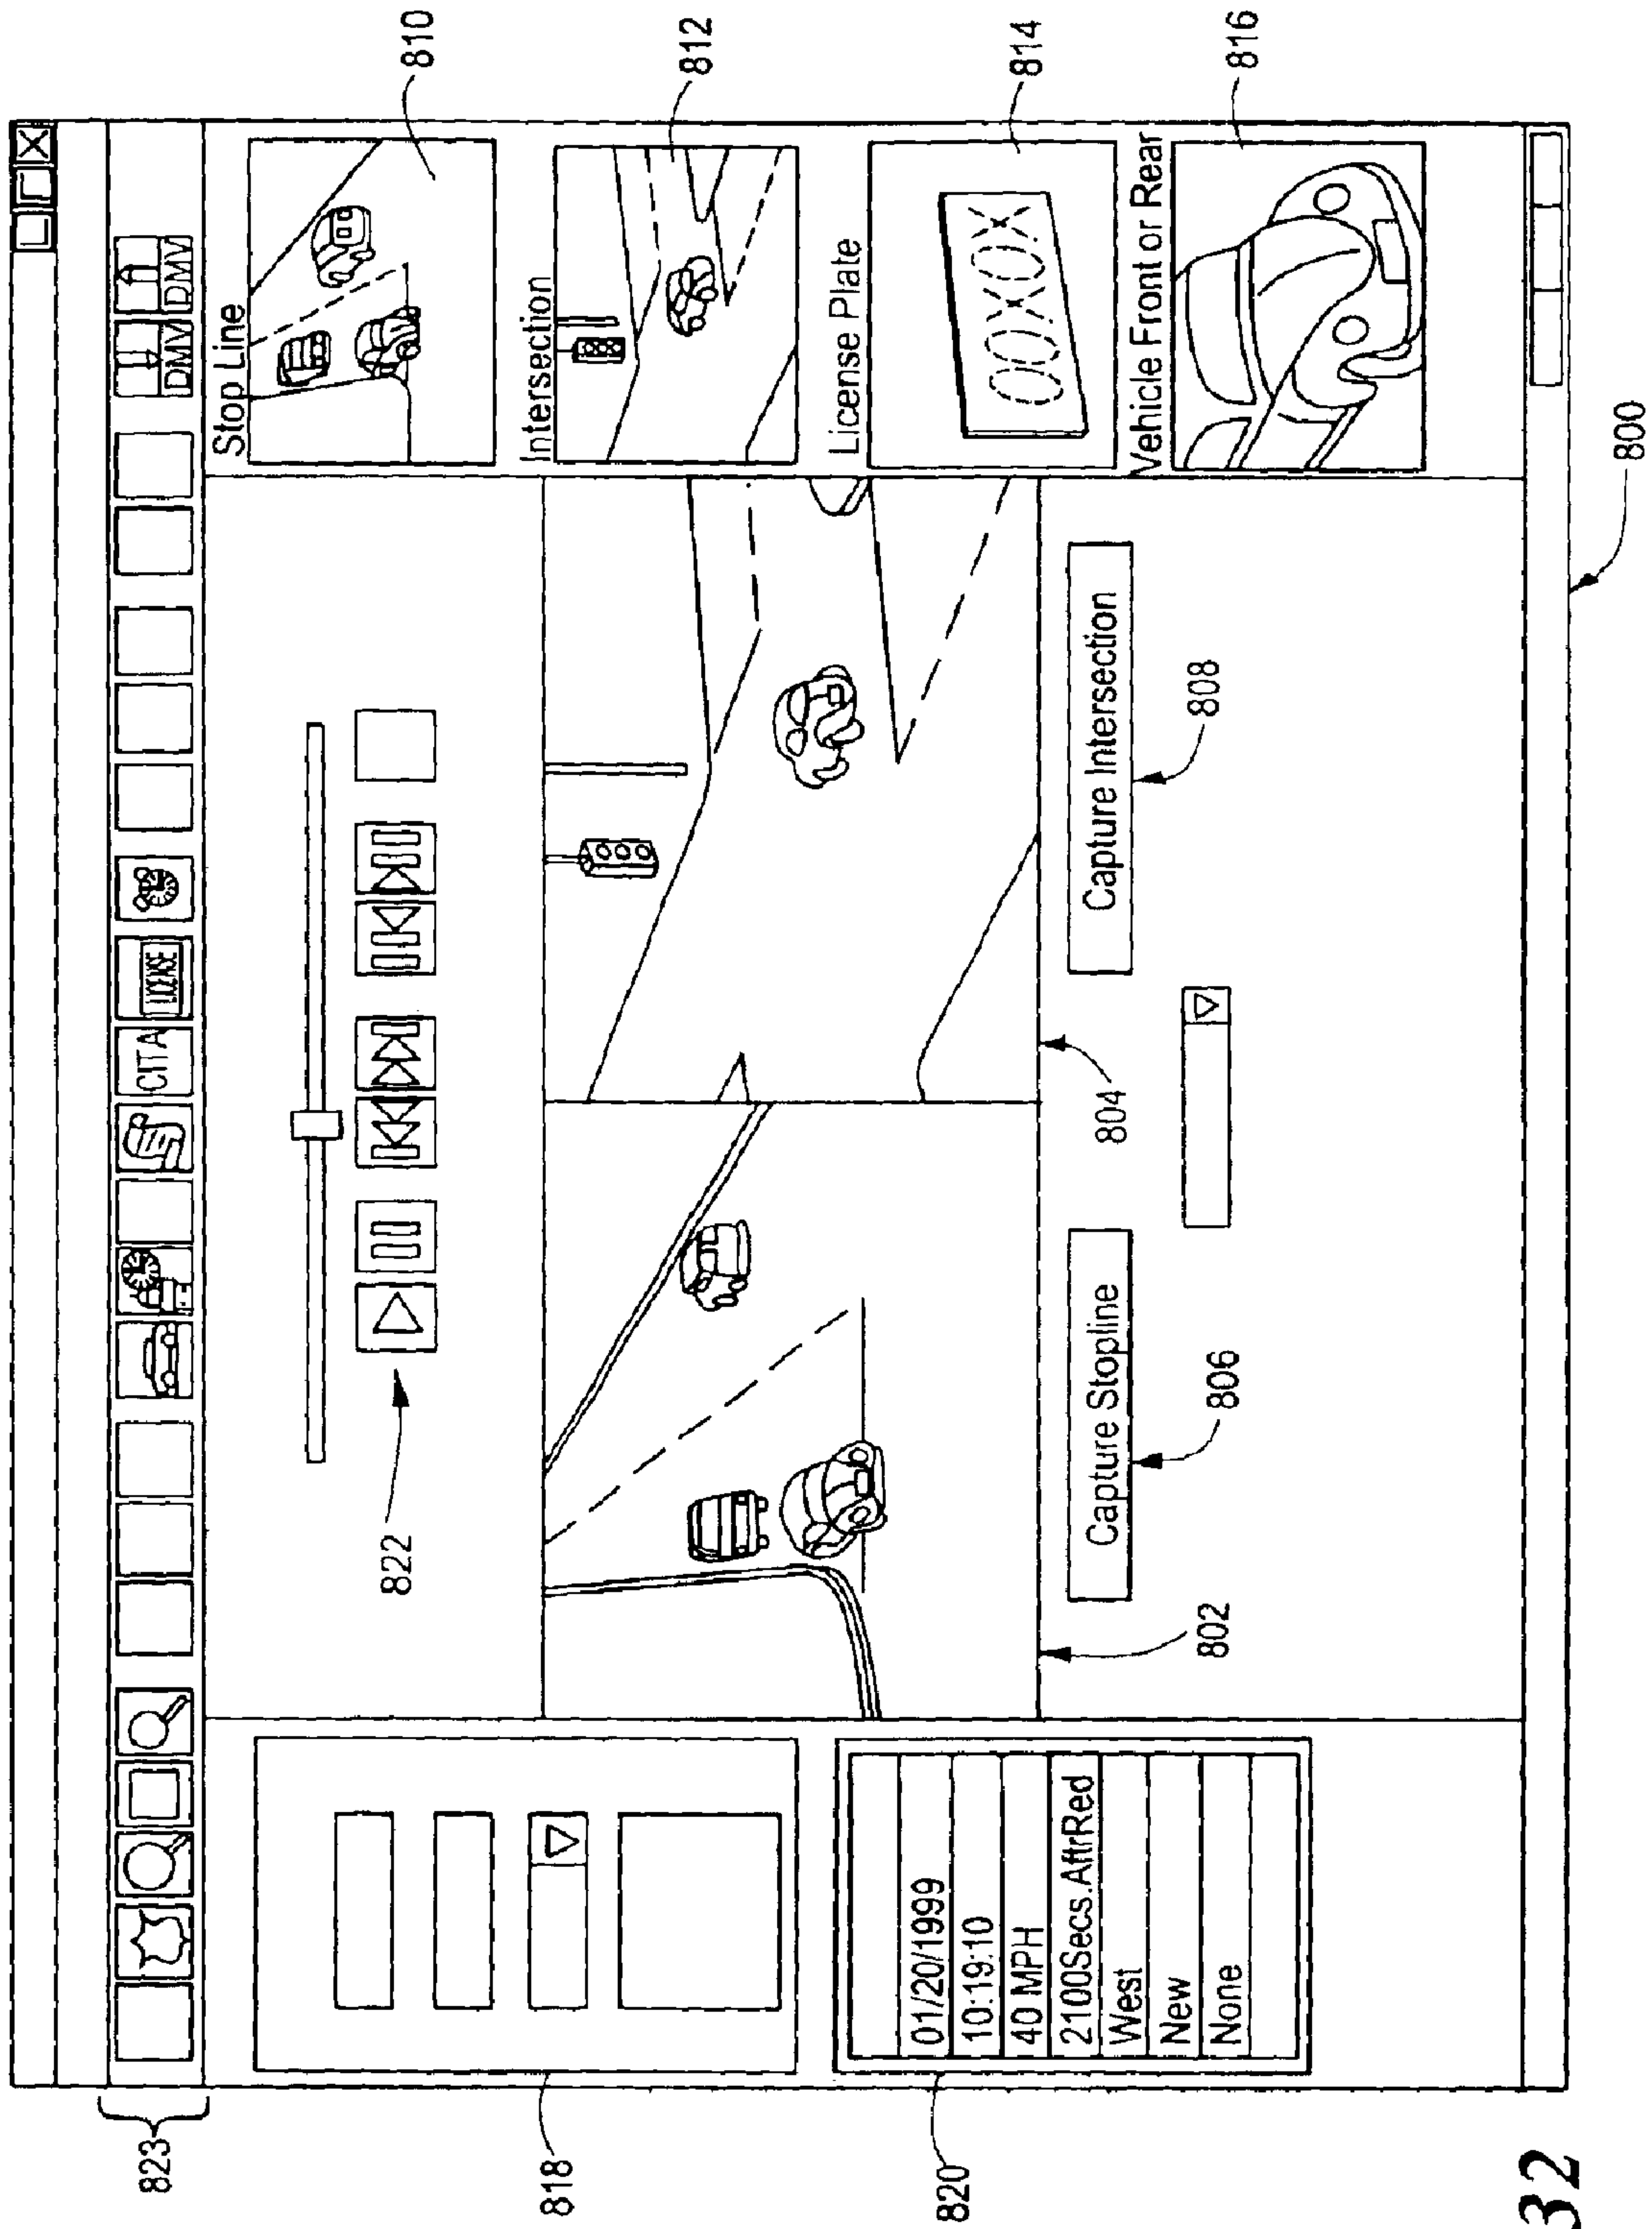 823
CITA
LICENSE
DMV
DMV
822
Stop Line
810
Intersection
812
License Plate
814
Vehicle Front or Rear
816
818
820
01/20/1999
10:19:10
40 MPH
2100Secs.AftrRed
West
New
None
802
804
Capture Stopline
806
Capture Intersection
808
800
32